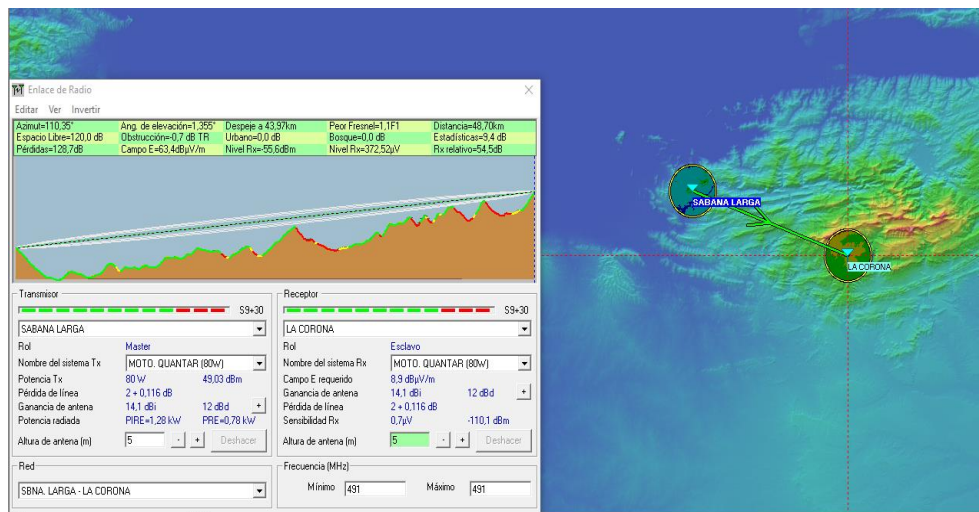 Enlace de Radio
Editar Ver Invertir
Azimut=110,35° Ang. de elevación=1,355° Despeje a 43,97km Peor Fresnel=1,1F1 Distancia=48,70km
Espacio Libre=120,0 dB Obstrucción=-0,7 dB TR Urbano=0,0 dB Bosque=0,0 dB Estadísticas=9,4 dB
Pérdidas=128,7dB Campo E=63,4dBµV/m Nivel Rx=-55,6dBm Nivel Rx=372,52µV Rx relativo=54,5dB
SABANA LARGA
LA CORONA
Transmisor
S9+30
SABANA LARGA
Rol Master
Nombre del sistema Tx MOTO. QUANTAR (80W)
Potencia Tx 80 W 49,03 dBm
Pérdida de línea 2 + 0,116 dB
Ganancia de antena 14,1 dBi 12 dBd +
Potencia radiada PIRE=1,28 kW PRE=0,78 kW
Altura de antena (m) 5 - + Deshacer
Receptor
S9+30
LA CORONA
Rol Esclavo
Nombre del sistema Rx MOTO. QUANTAR (80W)
Campo E requerido 8,9 dBµV/m
Ganancia de antena 14,1 dBi 12 dBd +
Pérdida de línea 2 + 0,116 dB
Sensibilidad Rx 0,7µV -110,1 dBm
Altura de antena (m) 5 - + Deshacer
Red
SBNA. LARGA - LA CORONA
Frecuencia (MHz)
Mínimo 491 Máximo 491